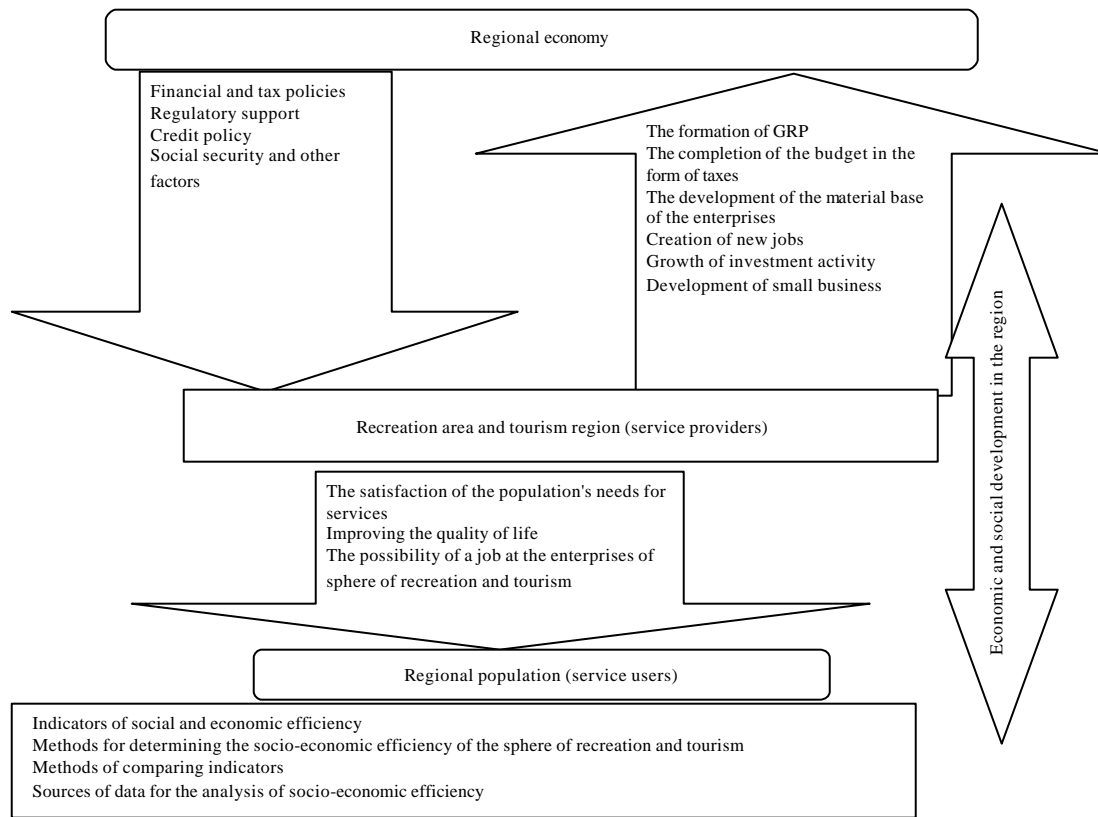 Regional economy
Financial and tax policies
Regulatory support
Credit policy
Social security and other
factors
The formation of GRP
The completion of the budget in the
form of taxes
The development of the material base
of the enterprises
Creation of new jobs
Growth of investment activity
Development of small business
Economic and social development in the region
Recreation area and tourism region (service providers)
The satisfaction of the population's needs for
services
Improving the quality of life
The possibility of a job at the enterprises of
sphere of recreation and tourism
Regional population (service users)
Indicators of social and economic efficiency
Methods for determining the socio-economic efficiency of the sphere of recreation and tourism
Methods of comparing indicators
Sources of data for the analysis of socio-economic efficiency